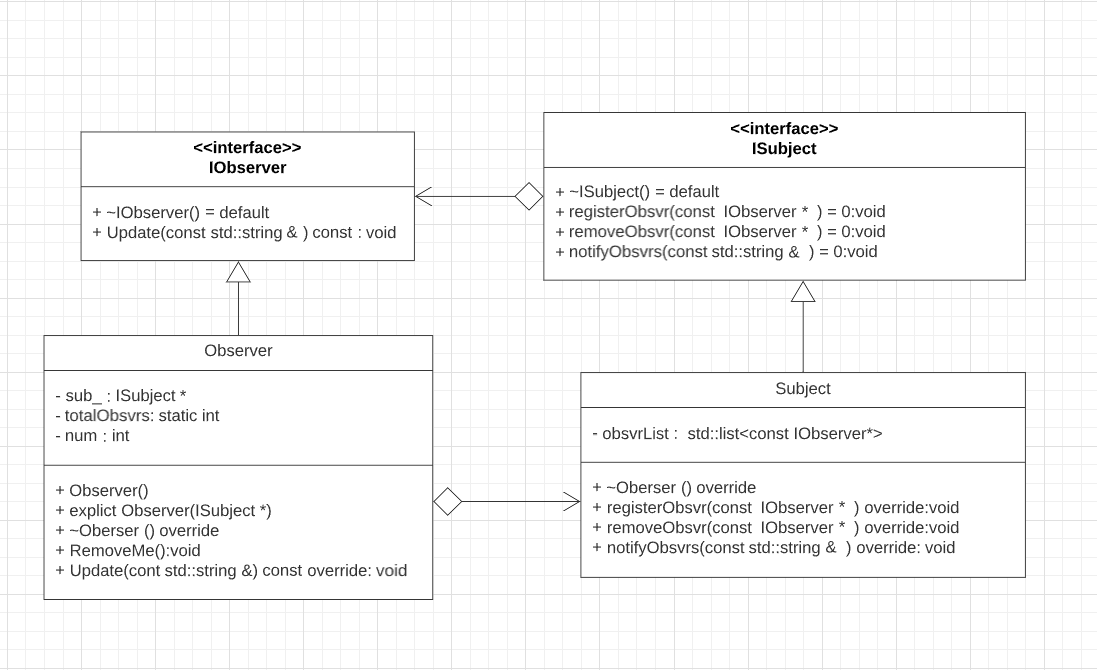 <<interface>>
IObserver
+ ~IObserver() = default
+ Update(const std::string & ) const : void
<<interface>>
ISubject
+ ~ISubject() = default
+ registerObsvr(const  IObserver *  ) = 0:void
+ removeObsvr(const  IObserver *  ) = 0:void
+ notifyObsvrs(const std::string &  ) = 0:void
Observer
- sub_ : ISubject *
- totalObsvrs: static int
- num : int
+ Observer()
+ explict Observer(ISubject *)
+ ~Oberser () override
+ RemoveMe():void
+ Update(cont std::string &) const override: void
Subject
- obsvrList :  std::list<const IObserver*>
+ ~Oberser () override
+ registerObsvr(const  IObserver *  ) override:void
+ removeObsvr(const  IObserver *  ) override:void
+ notifyObsvrs(const std::string &  ) override: void